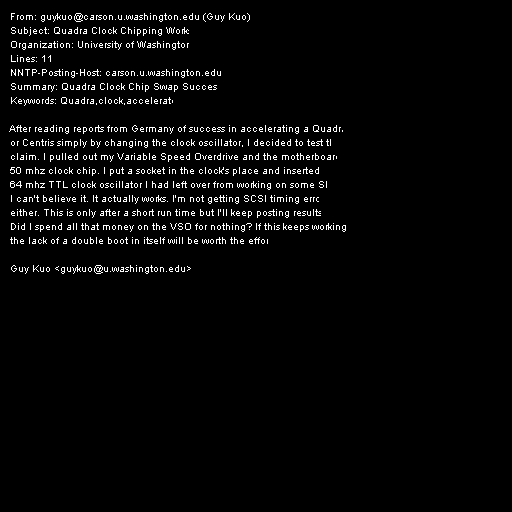 From: guykuo@carson.u.washington.edu (Guy Kuo)
Subject: Quadra Clock Chipping Works
Organization: University of Washington
Lines: 11
NNTP-Posting-Host: carson.u.washington.edu
Summary: Quadra Clock Chip Swap Succes
Keywords: Quadra,clock,accelerat
After reading reports from Germany of success in accelerating a Quadra
or Centris simply by changing the clock oscillator, I decided to test
claim. I pulled out my Variable Speed Overdrive and the motherboard
50 mhz clock chip. I put a socket in the clock's place and inserted
64 mhz TTL clock oscillator I had left over from working on some SI
I can't believe it. It actually works. I'm not getting SCSI timing
either. This is only after a short run time but I'll keep posting results
Did I spend all that money on the VSO for nothing? If this keeps working
the lack of a double boot in itself will be worth the
Guy Kuo <guykuo@u.washington.edu>